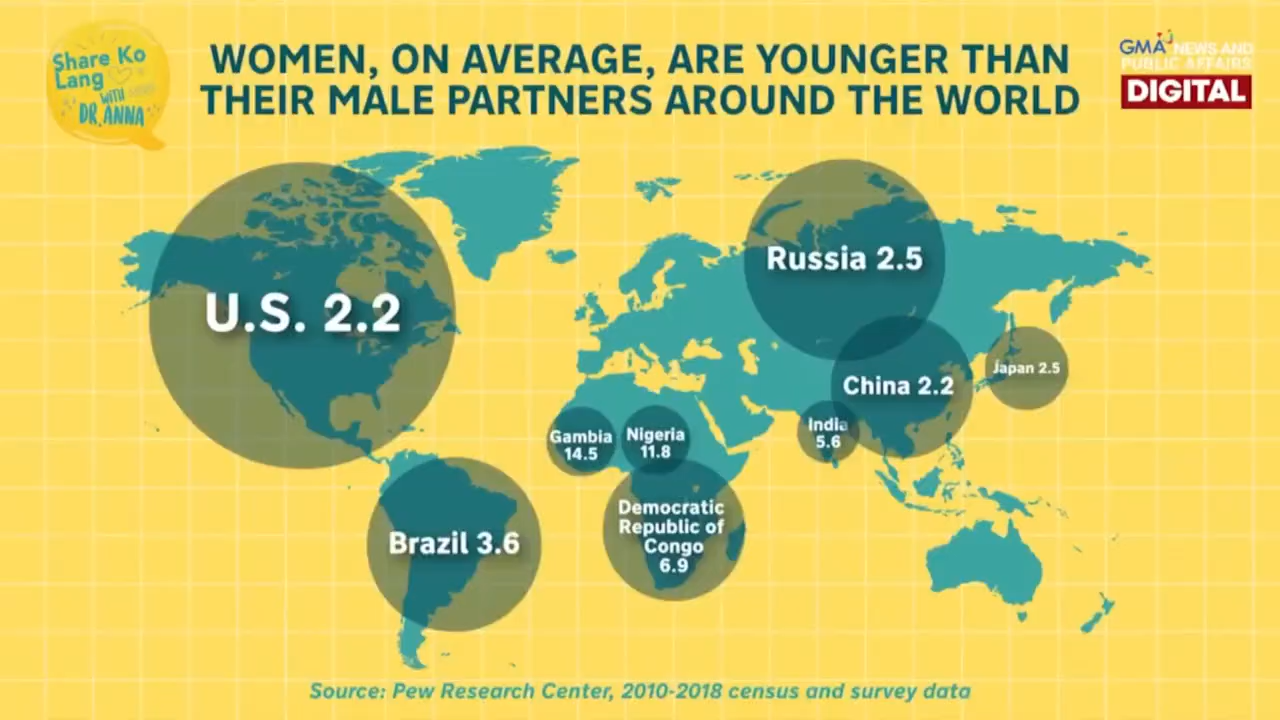 Share Ko
Lang
WITH
DR. ANNA
WOMEN, ON AVERAGE, ARE YOUNGER THAN
THEIR MALE PARTNERS AROUND THE WORLD
GMA NEWS AND
PUBLIC AFFAIRS
DIGITAL
U.S. 2.2
Russia 2.5
Japan 2.5
China 2.2
India
5.6
Gambia
14.5
Nigeria
11.8
Democratic
Republic of
Congo
6.9
Brazil 3.6
Source: Pew Research Center, 2010-2018 census and survey data